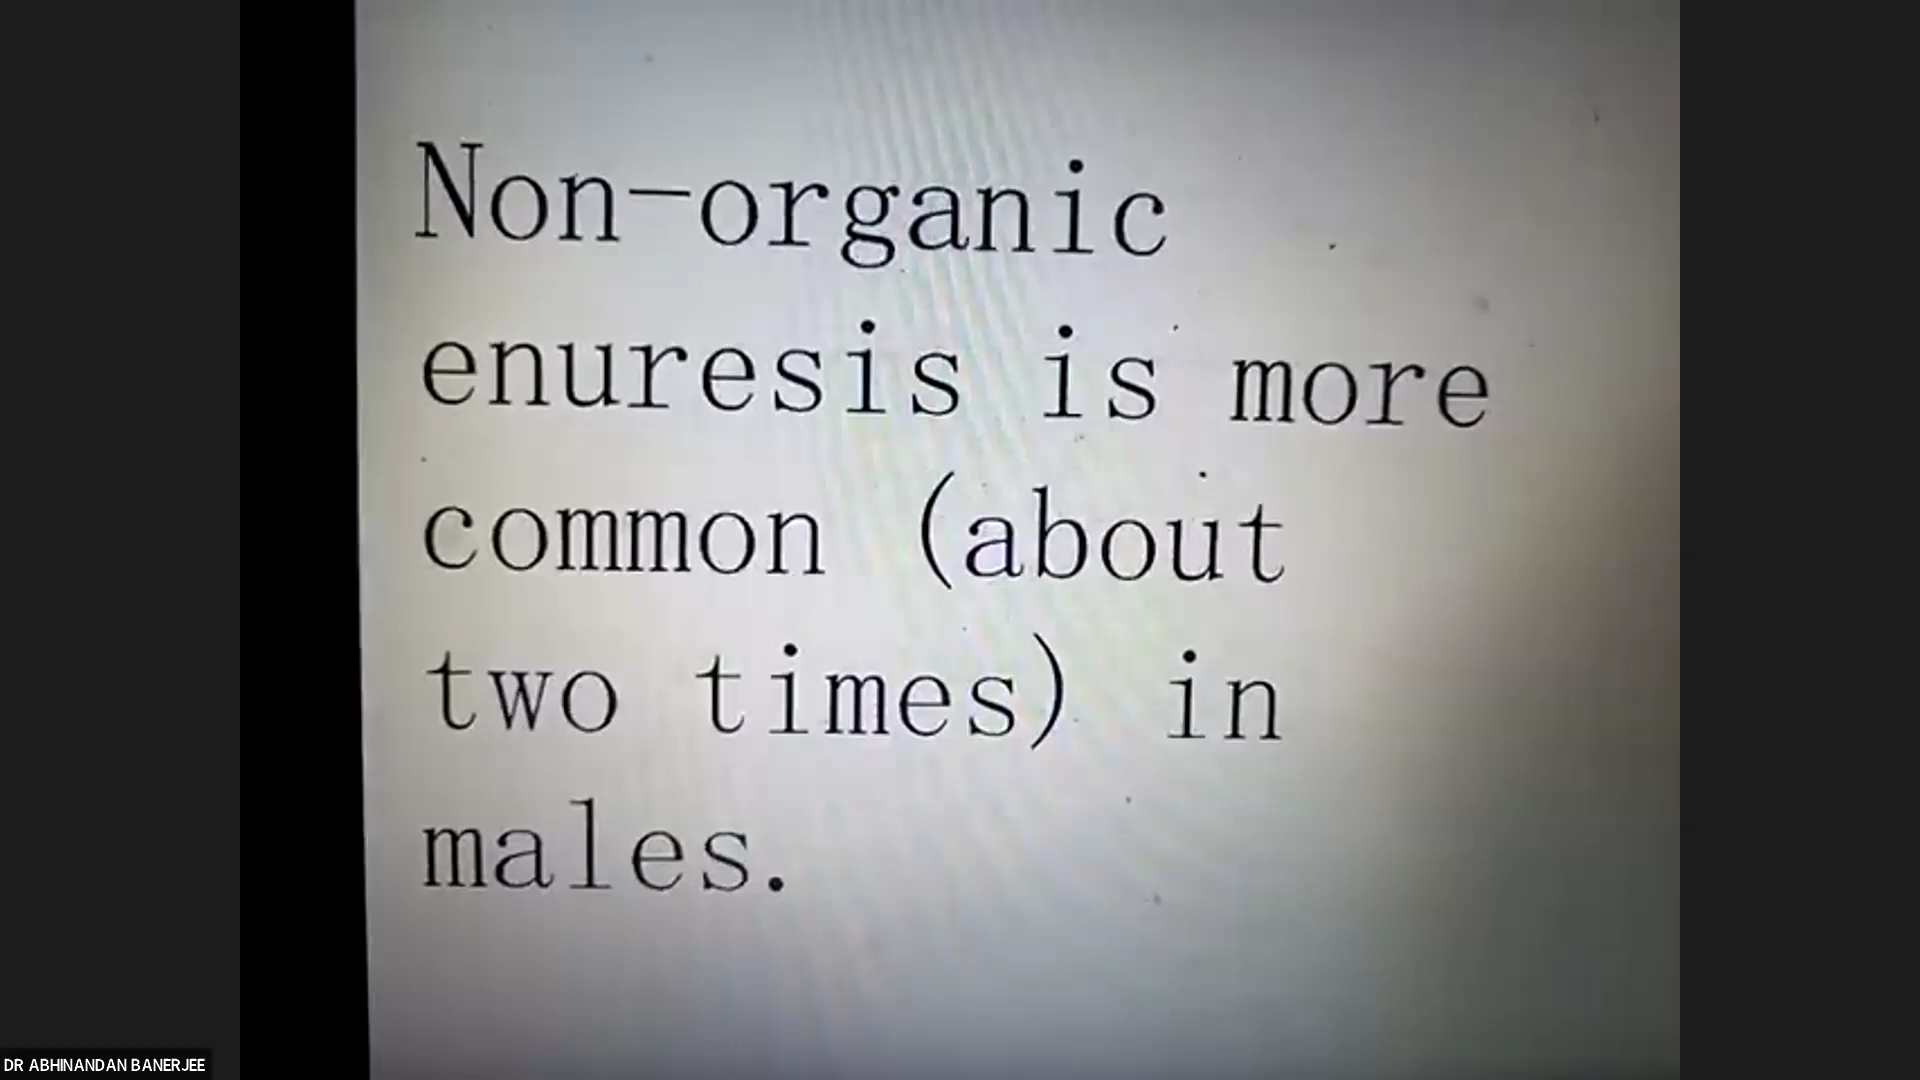 Non-organic
enuresis is more
common (about
two times) in
males.
DR ABHINANDAN BANERJEE